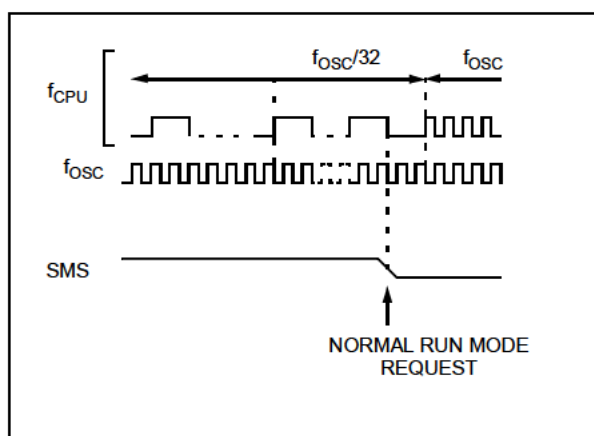 fOSC/32 fOSC
fCPU
fOSC
SMS
NORMAL RUN MODE
REQUEST